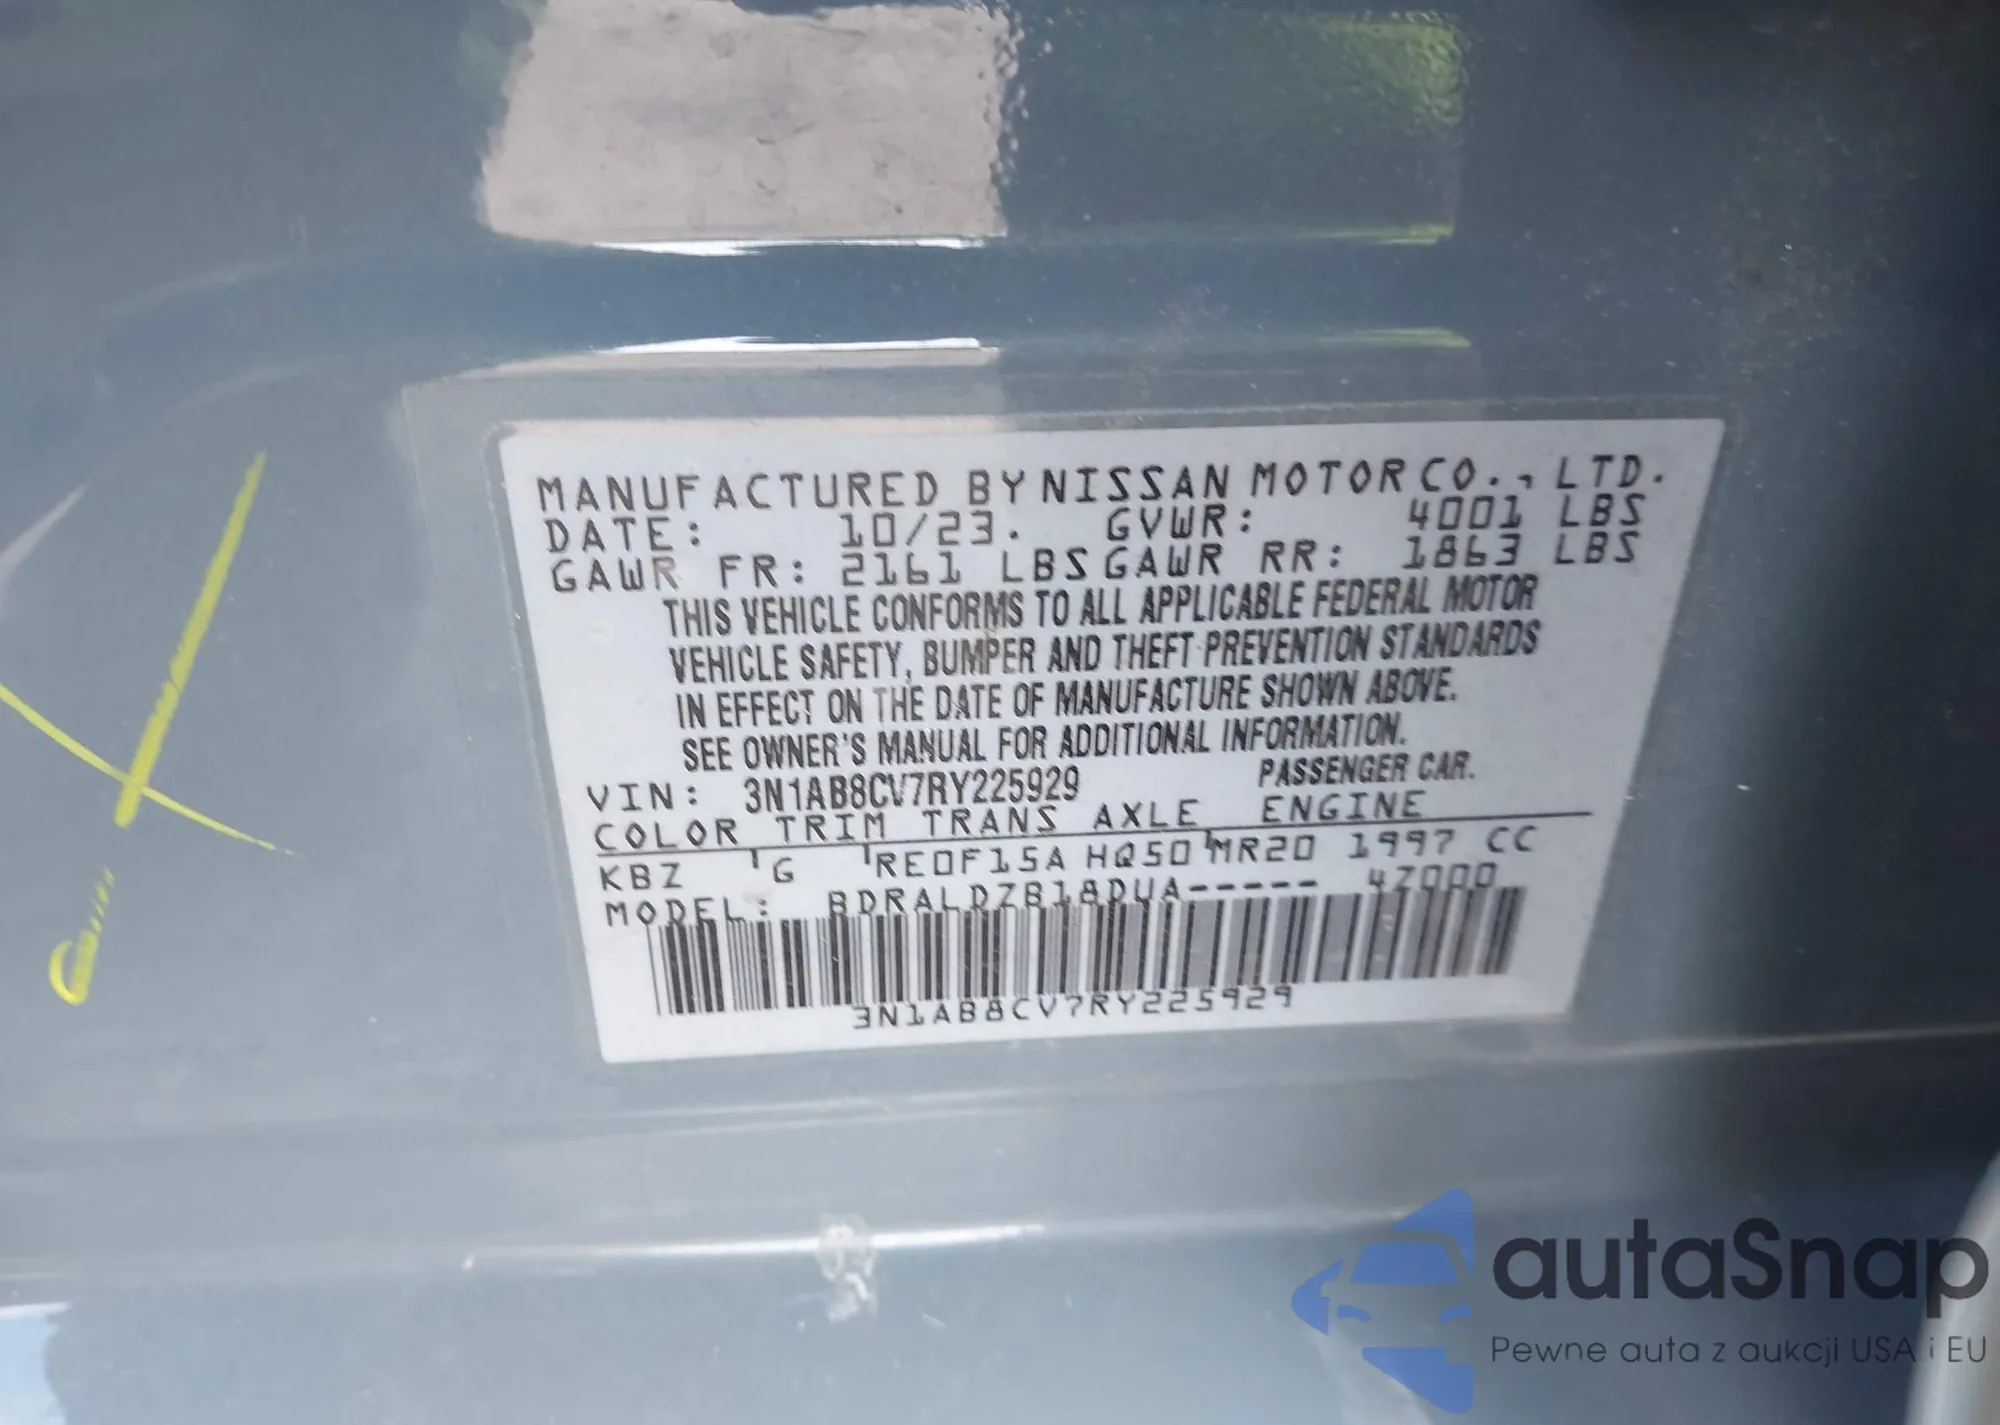 MANUFACTURED BY NISSAN MOTOR CO., LTD.
DATE: 10/23. GVWR: 4001 LBS
GAWR FR: 2161 LBS GAWR RR: 1863 LBS
THIS VEHICLE CONFORMS TO ALL APPLICABLE FEDERAL MOTOR
VEHICLE SAFETY, BUMPER AND THEFT PREVENTION STANDARDS
IN EFFECT ON THE DATE OF MANUFACTURE SHOWN ABOVE.
SEE OWNER'S MANUAL FOR ADDITIONAL INFORMATION.
VIN: 3N1AB8CV7RY225929 PASSENGER CAR.
COLOR TRIM TRANS AXLE ENGINE
KBZ G RE0F15A HQ50 MR20 1997 CC
MODEL: BDRALDZB18DUA----- 4Z000
3N1AB8CV7RY225929
autaSnap
Pewne auta z aukcji USA i EU